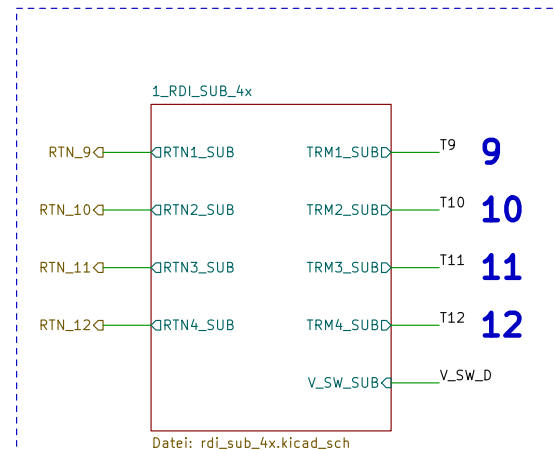 1_RDI_SUB_4x
RTN_9 RTN1_SUB TRM1_SUB T9 9
RTN_10 RTN2_SUB TRM2_SUB T10 10
RTN_11 RTN3_SUB TRM3_SUB T11 11
RTN_12 RTN4_SUB TRM4_SUB T12 12
V_SW_SUB V_SW_D
Datei: rdi_sub_4x.kicad_sch